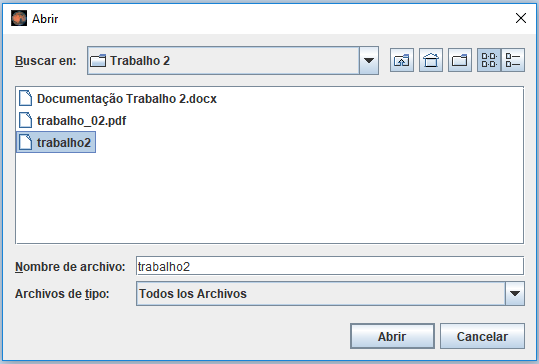 Abrir
Buscar en: Trabalho 2
Documentação Trabalho 2.docx
trabalho_02.pdf
trabalho2
Nombre de archivo: trabalho2
Archivos de tipo: Todos los Archivos
Abrir Cancelar